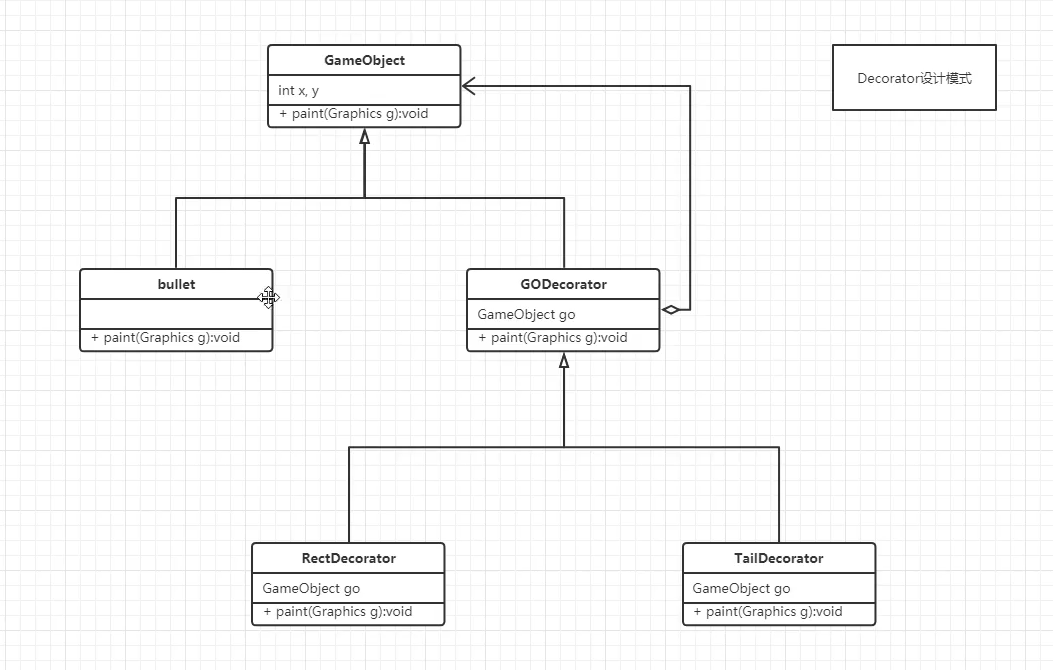 GameObject
int x, y
+ paint(Graphics g):void
Decorator设计模式
bullet
+ paint(Graphics g):void
GODecorator
GameObject go
+ paint(Graphics g):void
RectDecorator
GameObject go
+ paint(Graphics g):void
TailDecorator
GameObject go
+ paint(Graphics g):void